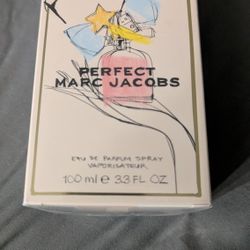 PERFECT
MARC JACOBS
EAU DE PARFUM SPRAY
VAPORISATEUR
100 ml e 3.3 FL OZ